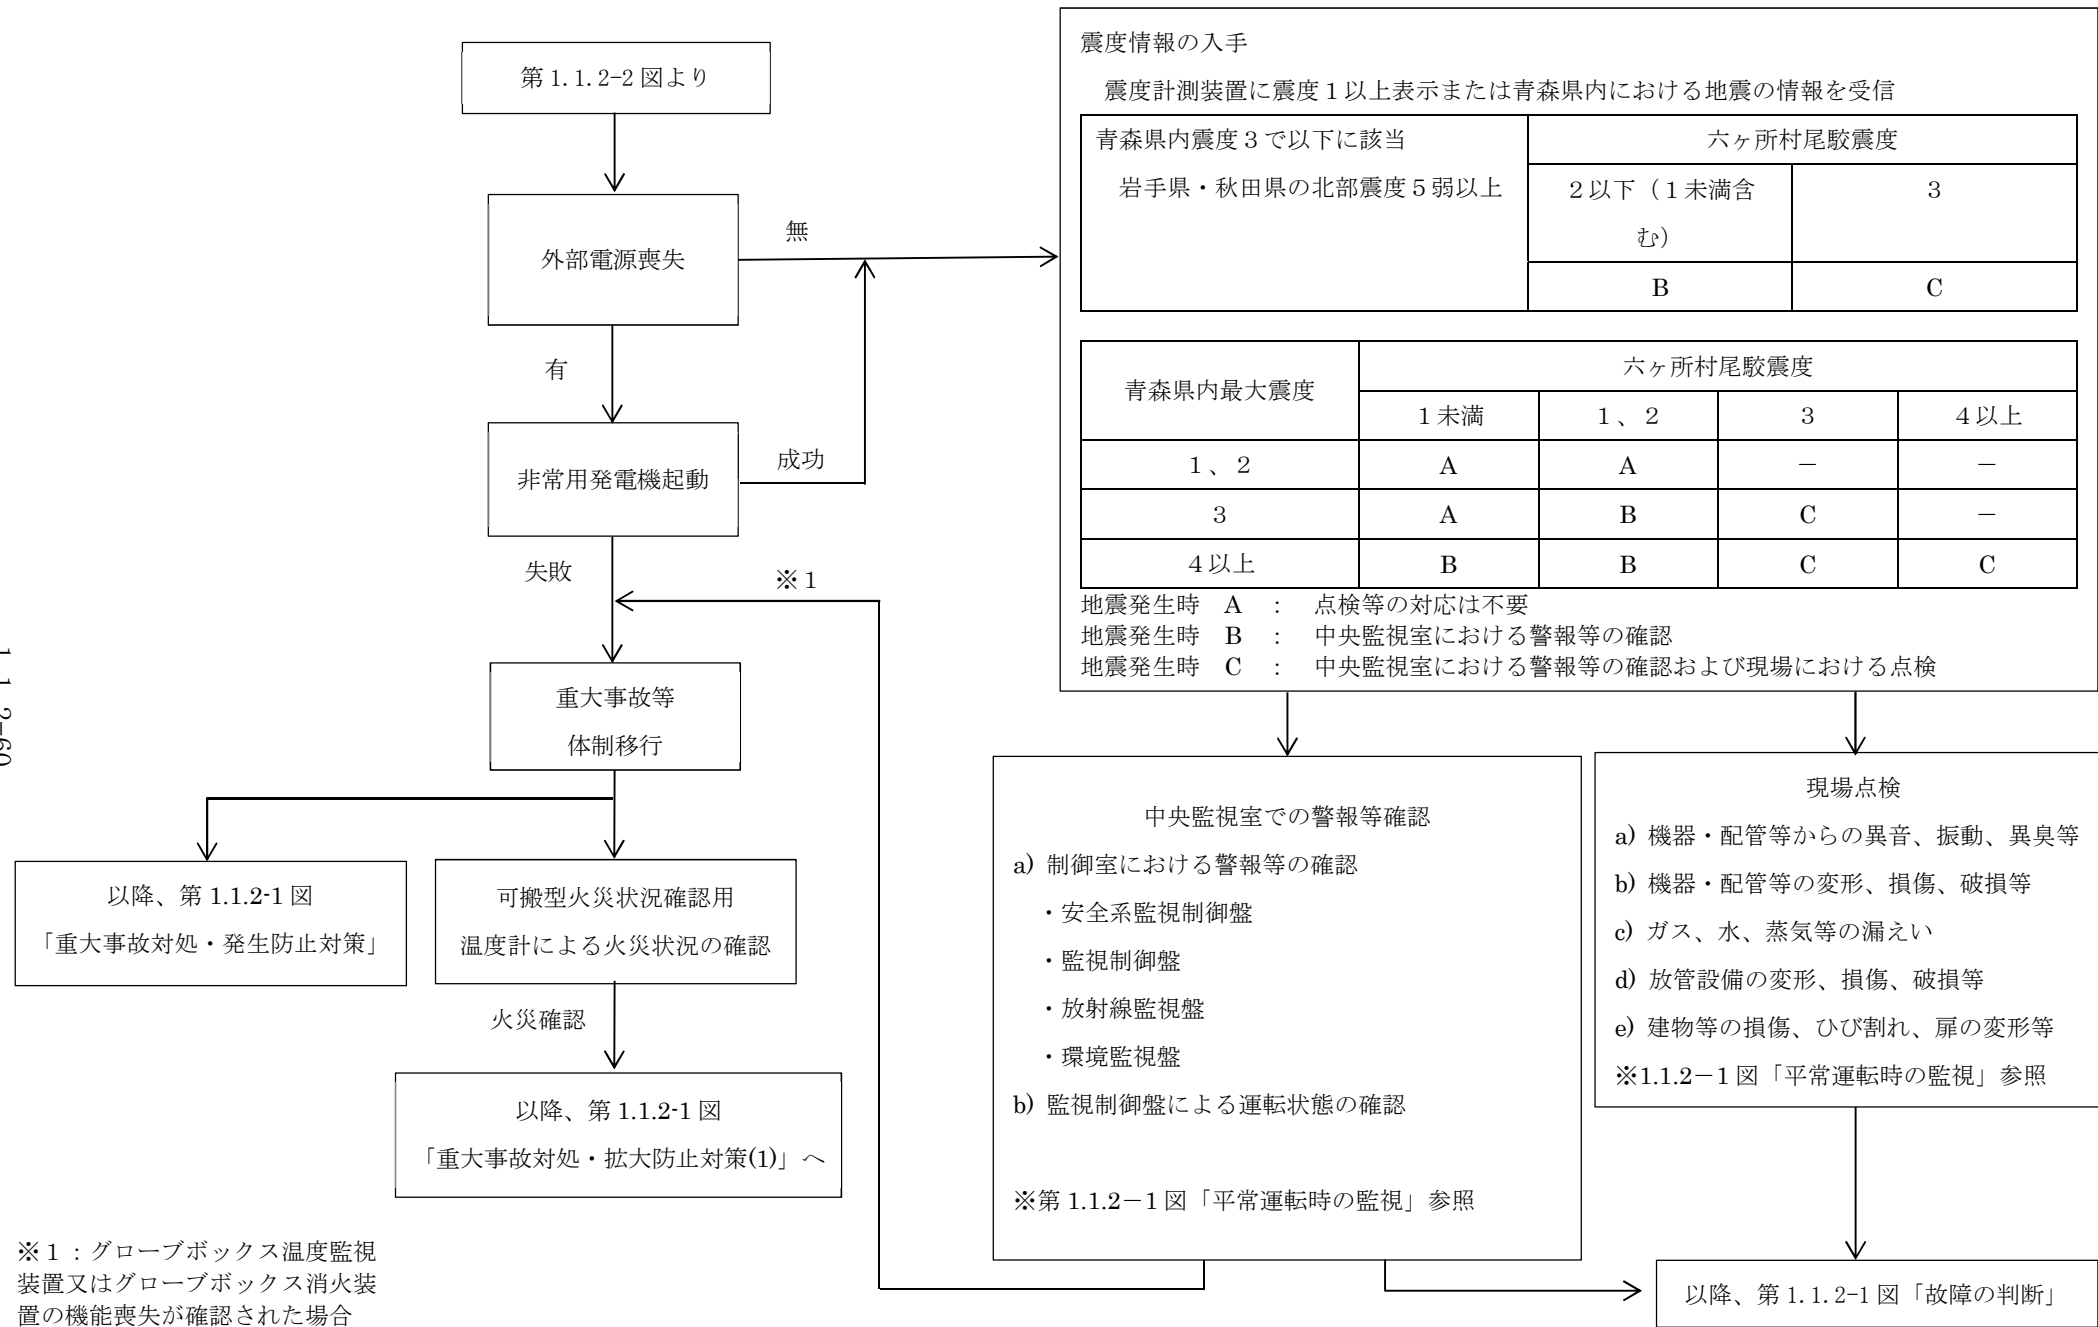 第 1.1.2-2 図より
外部電源喪失
無
有
非常用発電機起動
成功
失敗
※１
重大事故等
体制移行
以降、第 1.1.2-1 図
「重大事故対処・発生防止対策」
可搬型火災状況確認用
温度計による火災状況の確認
火災確認
以降、第 1.1.2-1 図
「重大事故対処・拡大防止対策(1)」へ
※１：グローブボックス温度監視
装置又はグローブボックス消火装
置の機能喪失が確認された場合
震度情報の入手
震度計測装置に震度１以上表示または青森県内における地震の情報を受信
青森県内震度３で以下に該当
岩手県・秋田県の北部震度５弱以上
六ヶ所村尾駮震度
２以下（１未満含
む）
３
B
C
青森県内最大震度
六ヶ所村尾駮震度
１未満
１、２
３
４以上
１、２
A
A
－
－
３
A
B
C
－
４以上
B
B
C
C
地震発生時　A　：　点検等の対応は不要
地震発生時　B　：　中央監視室における警報等の確認
地震発生時　C　：　中央監視室における警報等の確認および現場における点検
中央監視室での警報等確認
a) 制御室における警報等の確認
・安全系監視制御盤
・監視制御盤
・放射線監視盤
・環境監視盤
b) 監視制御盤による運転状態の確認
※第 1.1.2－1 図「平常運転時の監視」参照
現場点検
a) 機器・配管等からの異音、振動、異臭等
b) 機器・配管等の変形、損傷、破損等
c) ガス、水、蒸気等の漏えい
d) 放管設備の変形、損傷、破損等
e) 建物等の損傷、ひび割れ、扉の変形等
※1.1.2－1 図「平常運転時の監視」参照
以降、第 1.1.2-1 図「故障の判断」